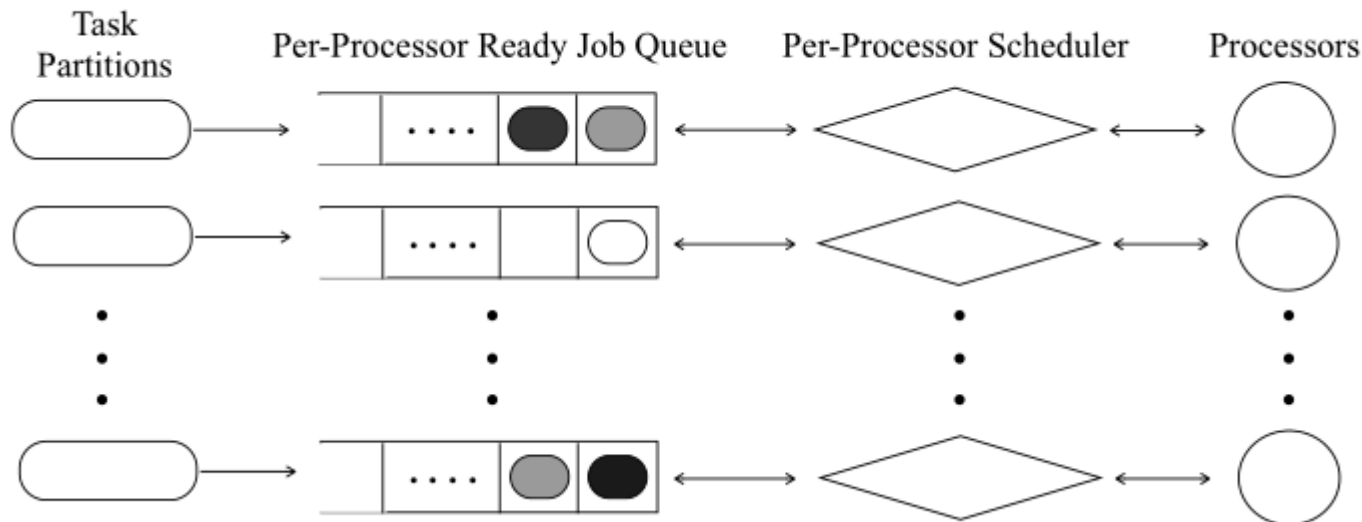 Task
Partitions
Per-Processor Ready Job Queue
Per-Processor Scheduler
Processors